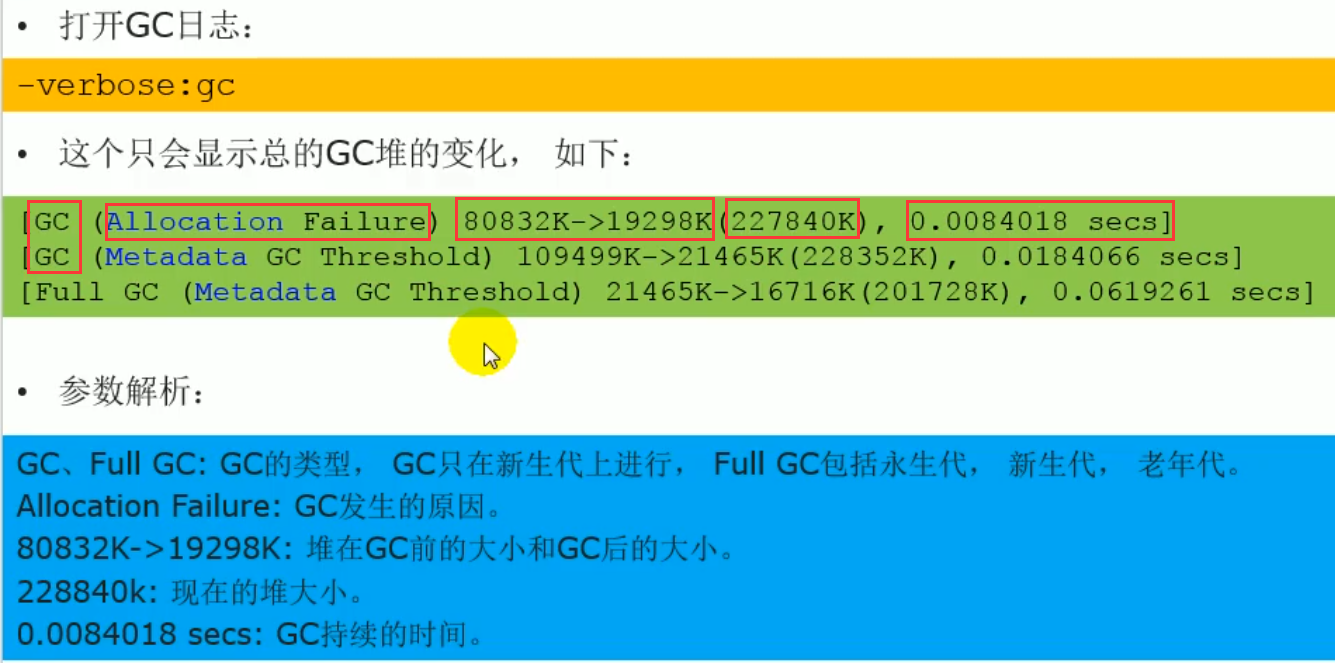 • 打开GC日志：
-verbose:gc
• 这个只会显示总的GC堆的变化， 如下：
[GC (Allocation Failure) 80832K->19298K(227840K), 0.0084018 secs]
[GC (Metadata GC Threshold) 109499K->21465K(228352K), 0.0184066 secs]
[Full GC (Metadata GC Threshold) 21465K->16716K(201728K), 0.0619261 secs]
• 参数解析：
GC、Full GC: GC的类型， GC只在新生代上进行， Full GC包括永生代， 新生代， 老年代。
Allocation Failure: GC发生的原因。
80832K->19298K: 堆在GC前的大小和GC后的大小。
228840k: 现在的堆大小。
0.0084018 secs: GC持续的时间。